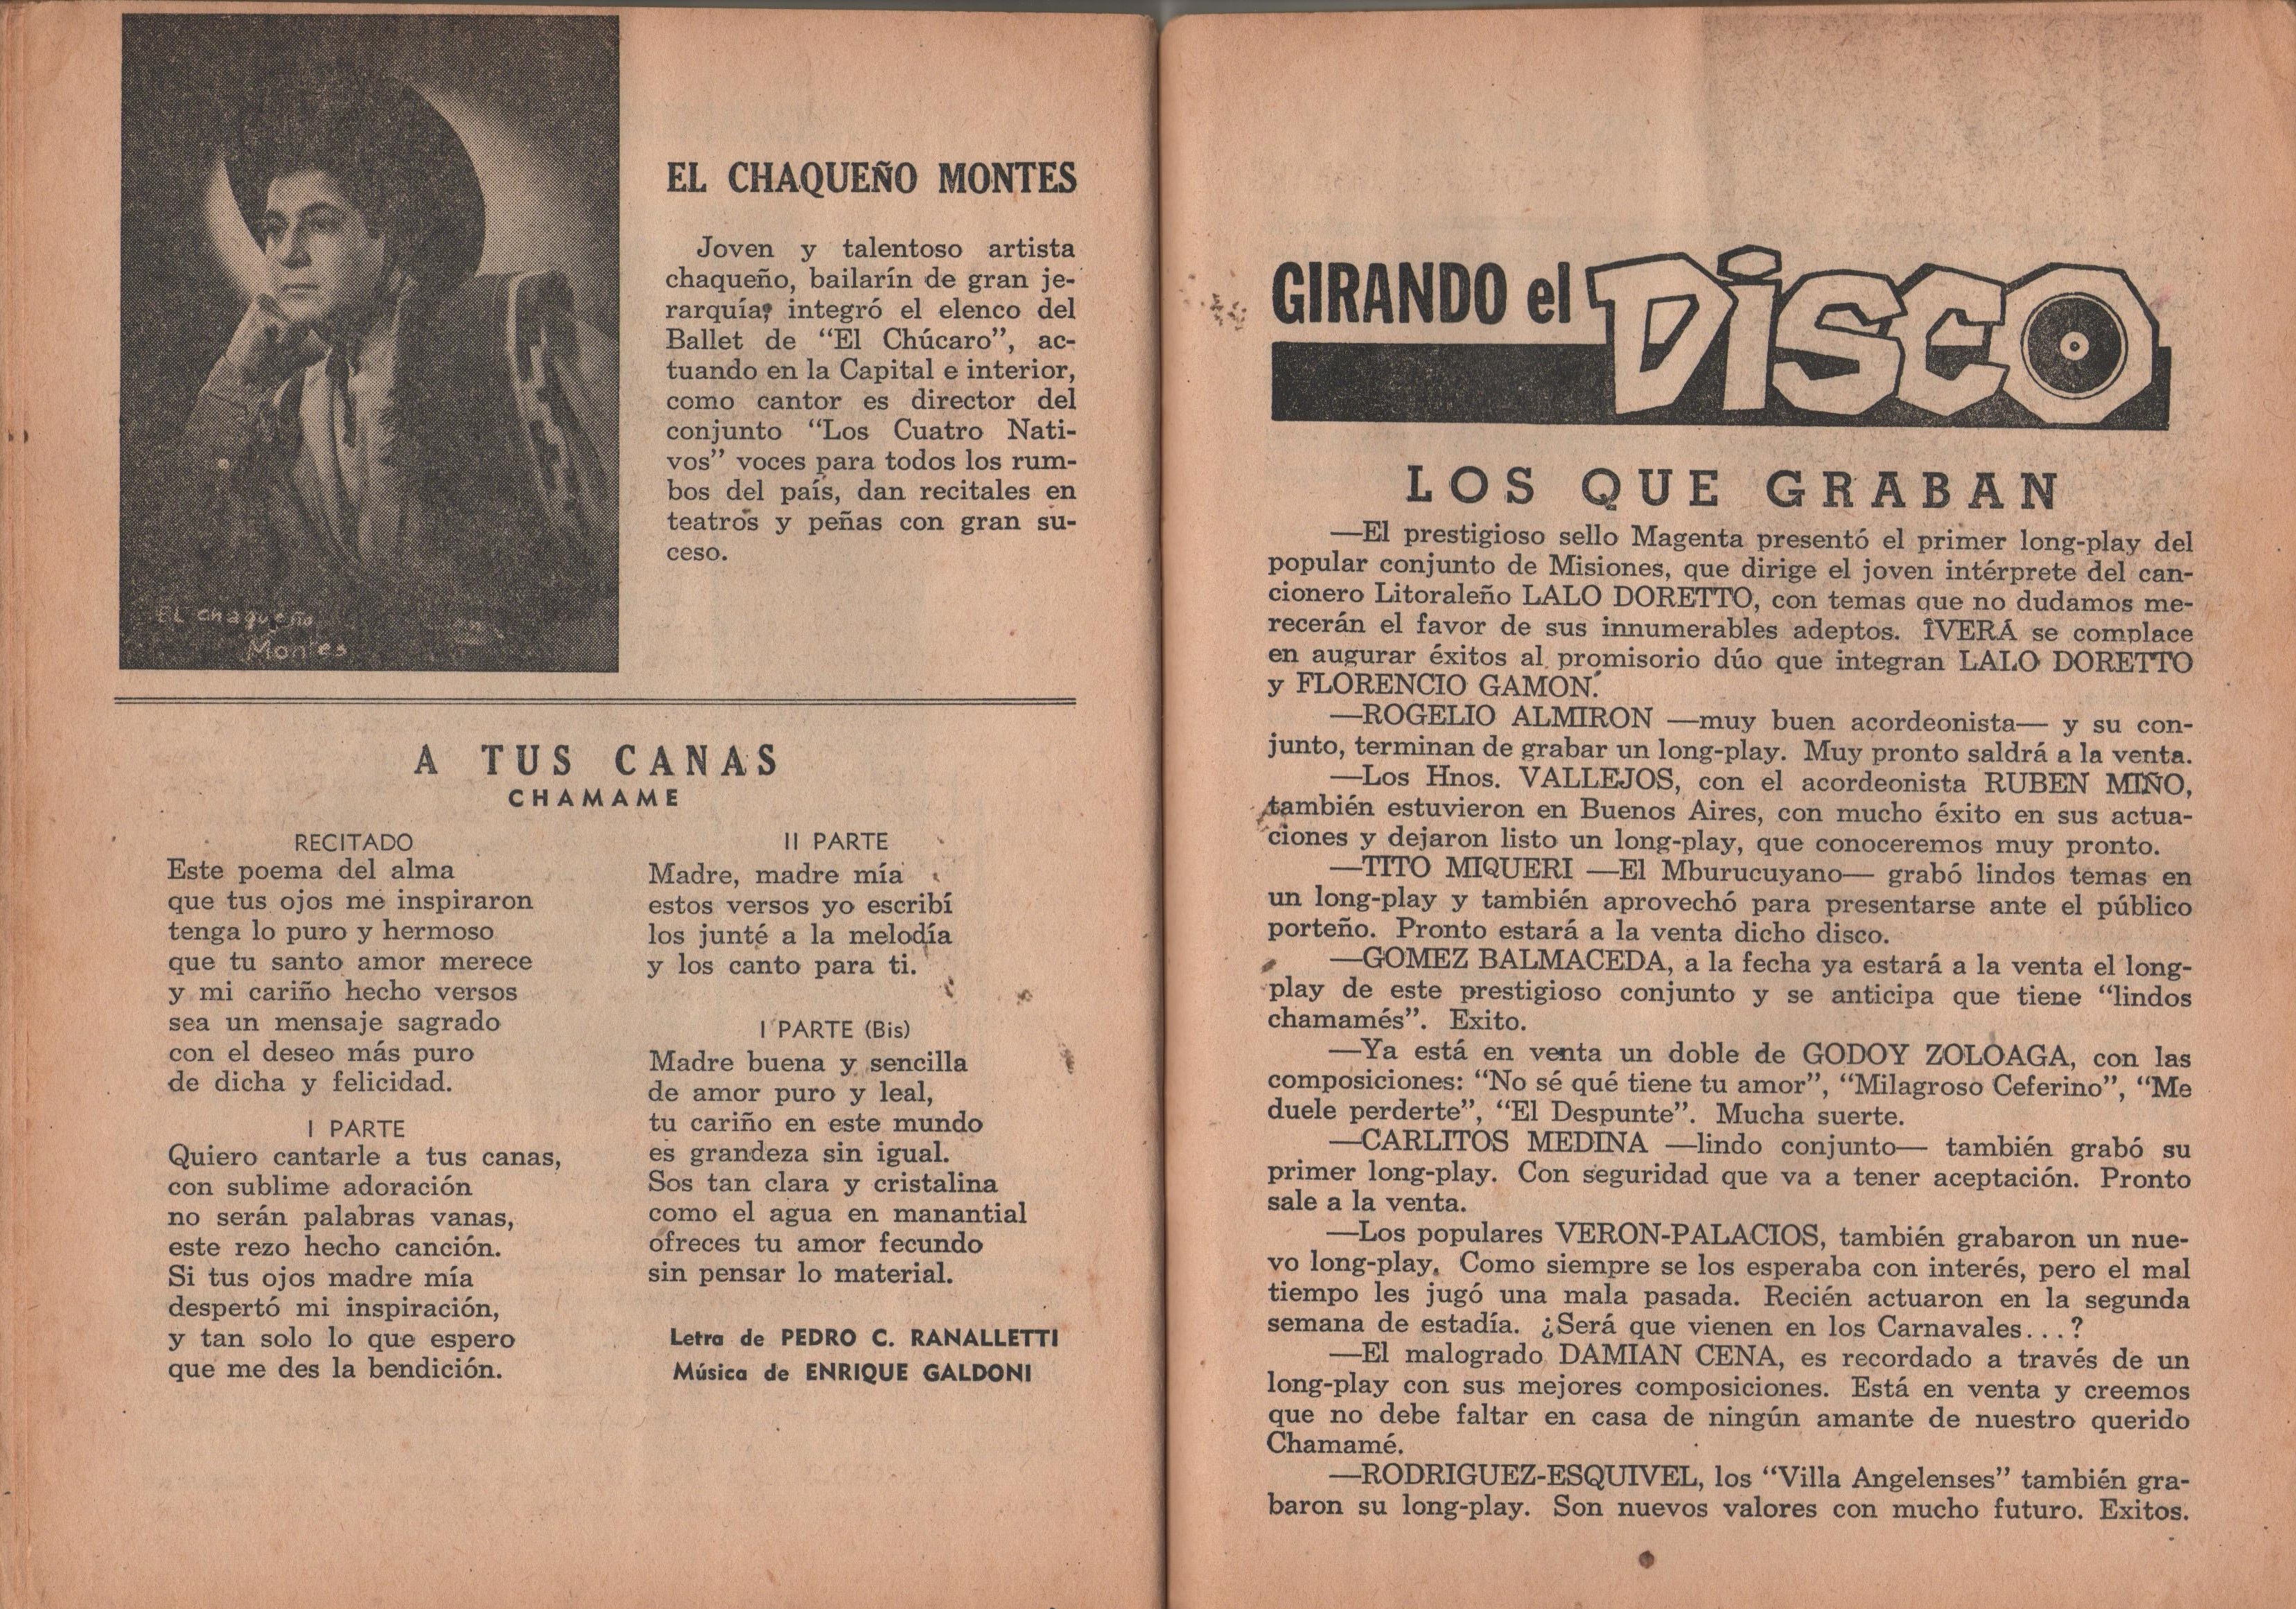 EL CHAQUEÑO MONTES
Joven y talentoso artista
chaqueño, bailarín de gran je-
rarquía, integró el elenco del
Ballet de “El Chúcaro”, ac-
tuando en la Capital e interior,
como cantor es director del
conjunto “Los Cuatro Nati-
vos” voces para todos los rum-
bos del país, dan recitales en
teatros y peñas con gran su-
ceso.
EL chaqueño
Montes
A TUS CANAS
CHAMAME
RECITADO
Este poema del alma
que tus ojos me inspiraron
tenga lo puro y hermoso
que tu santo amor merece
y mi cariño hecho versos
sea un mensaje sagrado
con el deseo más puro
de dicha y felicidad.
I PARTE
Quiero cantarle a tus canas,
con sublime adoración
no serán palabras vanas,
este rezo hecho canción.
Si tus ojos madre mía
despertó mi inspiración,
y tan solo lo que espero
que me des la bendición.
II PARTE
Madre, madre mía
estos versos yo escribí
los junté a la melodía
y los canto para ti.
I PARTE (Bis)
Madre buena y sencilla
de amor puro y leal,
tu cariño en este mundo
es grandeza sin igual.
Sos tan clara y cristalina
como el agua en manantial
ofreces tu amor fecundo
sin pensar lo material.
Letra de PEDRO C. RANALLETTI
Música de ENRIQUE GALDONI
GIRANDO el DISCO
LOS QUE GRABAN
—El prestigioso sello Magenta presentó el primer long-play del
popular conjunto de Misiones, que dirige el joven intérprete del can-
cionero Litoraleño LALO DORETTO, con temas que no dudamos me-
recerán el favor de sus innumerables adeptos. ÎVERÁ se complace
en augurar éxitos al promisorio dúo que integran LALO DORETTO
y FLORENCIO GAMON.
—ROGELIO ALMIRON —muy buen acordeonista— y su con-
junto, terminan de grabar un long-play. Muy pronto saldrá a la venta.
—Los Hnos. VALLEJOS, con el acordeonista RUBEN MIÑO,
también estuvieron en Buenos Aires, con mucho éxito en sus actua-
ciones y dejaron listo un long-play, que conoceremos muy pronto.
—TITO MIQUERI —El Mburucuyano— grabó lindos temas en
un long-play y también aprovechó para presentarse ante el público
porteño. Pronto estará a la venta dicho disco.
—GOMEZ BALMACEDA, a la fecha ya estará a la venta el long-
play de este prestigioso conjunto y se anticipa que tiene “lindos
chamamés”. Exito.
—Ya está en venta un doble de GODOY ZOLOAGA, con las
composiciones: “No sé qué tiene tu amor”, “Milagroso Ceferino”, “Me
duele perderte”, “El Despunte”. Mucha suerte.
—CARLITOS MEDINA —lindo conjunto— también grabó su
primer long-play. Con seguridad que va a tener aceptación. Pronto
sale a la venta.
—Los populares VERON-PALACIOS, también grabaron un nue-
vo long-play. Como siempre se los esperaba con interés, pero el mal
tiempo les jugó una mala pasada. Recién actuaron en la segunda
semana de estadía. ¿Será que vienen en los Carnavales...?
—El malogrado DAMIAN CENA, es recordado a través de un
long-play con sus mejores composiciones. Está en venta y creemos
que no debe faltar en casa de ningún amante de nuestro querido
Chamamé.
—RODRIGUEZ-ESQUIVEL, los “Villa Angelenses” también gra-
baron su long-play. Son nuevos valores con mucho futuro. Exitos.